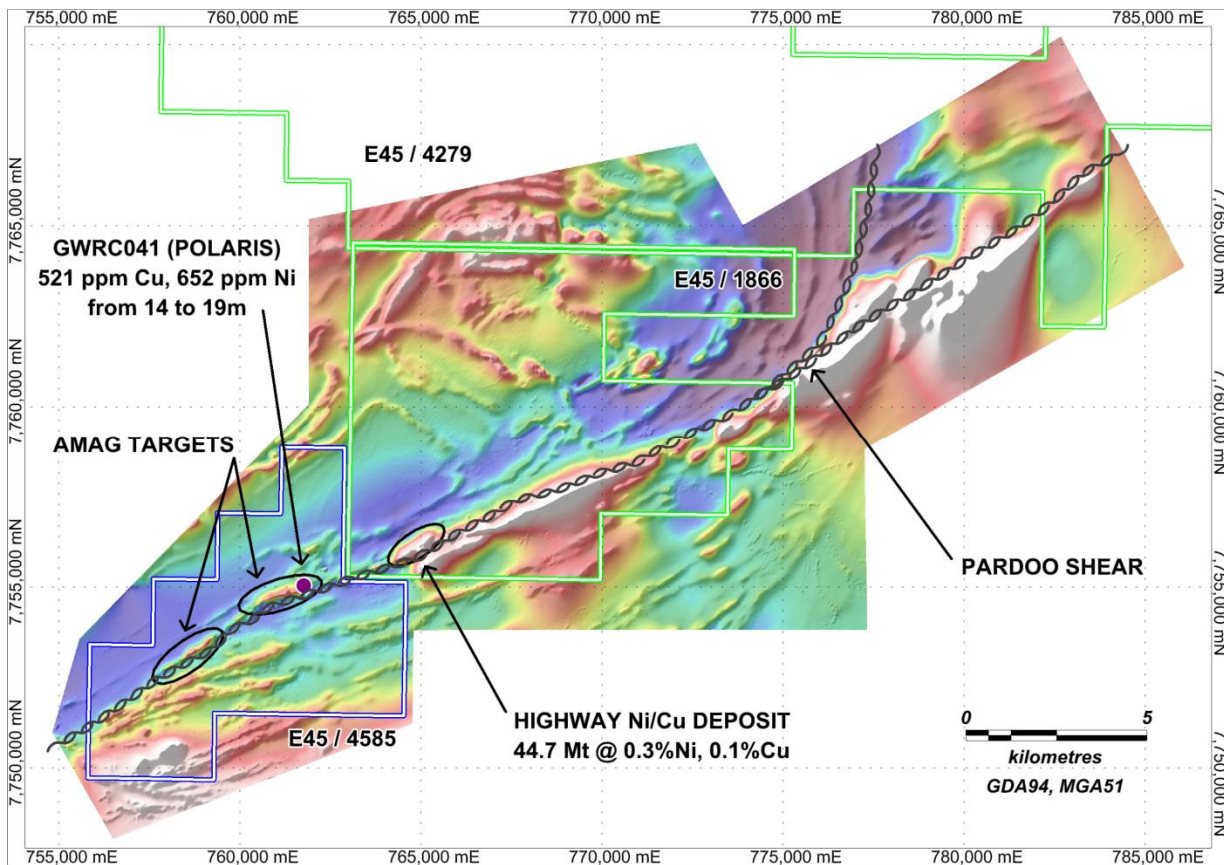 755,000 mE
760,000 mE
765,000 mE
770,000 mE
775,000 mE
780,000 mE
785,000 mE
7,765,000 mN
7,760,000 mN
7,755,000 mN
7,750,000 mN
E45 / 4279
GWRC041 (POLARIS)
521 ppm Cu, 652 ppm Ni
from 14 to 19m
E45 / 1866
AMAG TARGETS
PARDOO SHEAR
HIGHWAY Ni/Cu DEPOSIT
44.7 Mt @ 0.3%Ni, 0.1%Cu
E45 / 4585
0 5
kilometres
GDA94, MGA51
7,765,000 mN
7,760,000 mN
7,755,000 mN
7,750,000 mN
755,000 mE
760,000 mE
765,000 mE
770,000 mE
775,000 mE
780,000 mE
785,000 mE